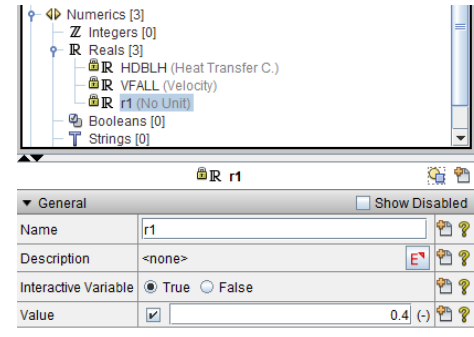 Numerics [3]
Z Integers [0]
R Reals [3]
R HDBLH (Heat Transfer C.)
R VFALL (Velocity)
R r1 (No Unit)
Booleans [0]
T Strings [0]
R r1
General Show Disabled
Name r1
Description <none> E
Interactive Variable True False
Value 0.4 (-)